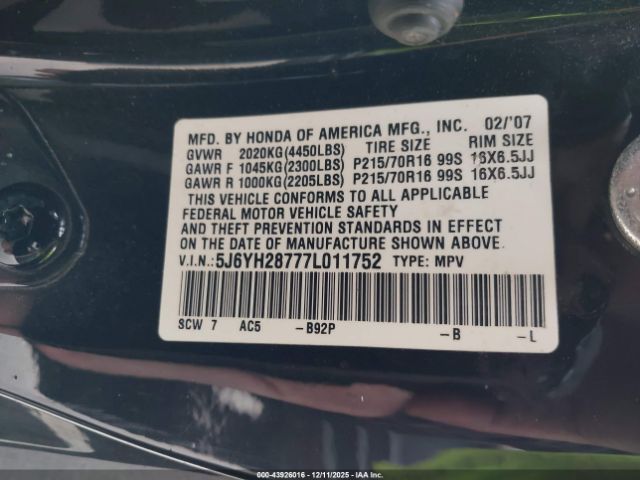 MFD. BY HONDA OF AMERICA MFG., INC. 02/'07
GVWR 2020KG(4450LBS) TIRE SIZE RIM SIZE
GAWR F 1045KG(2300LBS) P215/70R16 99S 16X6.5JJ
GAWR R 1000KG(2205LBS) P215/70R16 99S 16X6.5JJ
THIS VEHICLE CONFORMS TO ALL APPLICABLE
FEDERAL MOTOR VEHICLE SAFETY
AND THEFT PREVENTION STANDARDS IN EFFECT
ON THE DATE OF MANUFACTURE SHOWN ABOVE.
V.I.N.:5J6YH28777L011752 TYPE: MPV
SCW 7 AC5 -B92P -B -L
000-43926016 - 12/11/2025 - IAA Inc.